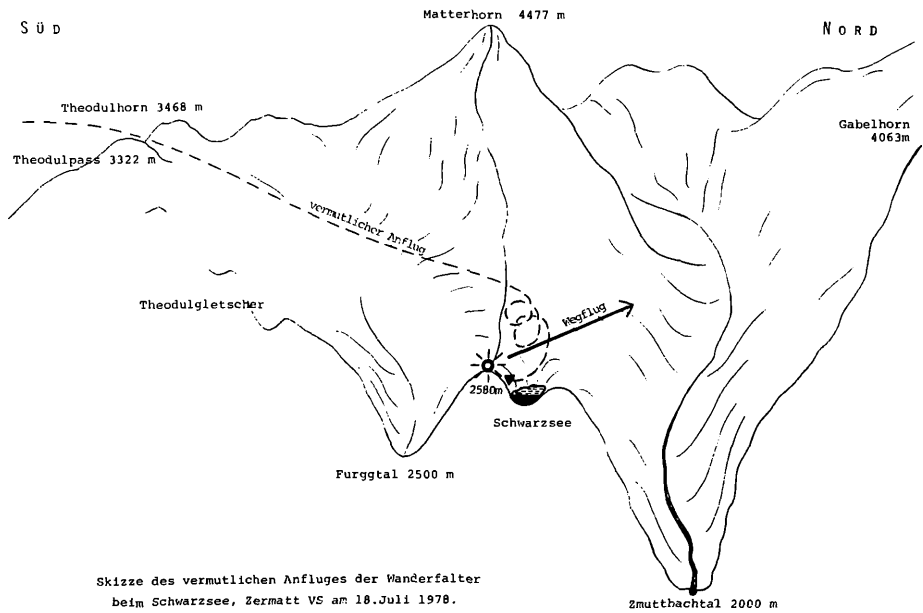 SÜD
Matterhorn 4477 m
NORD
Theodulhorn 3468 m
Gabelhorn
4063m
Theodulpass 3322 m
vermutlicher Anflug
Theodulgletscher
Wegflug
2580m
Schwarzsee
Furggtal 2500 m
Skizze des vermutlichen Anfluges der Wanderfalter
beim Schwarzsee, Zermatt VS am 18.Juli 1978.
Zmuttbachtal 2000 m